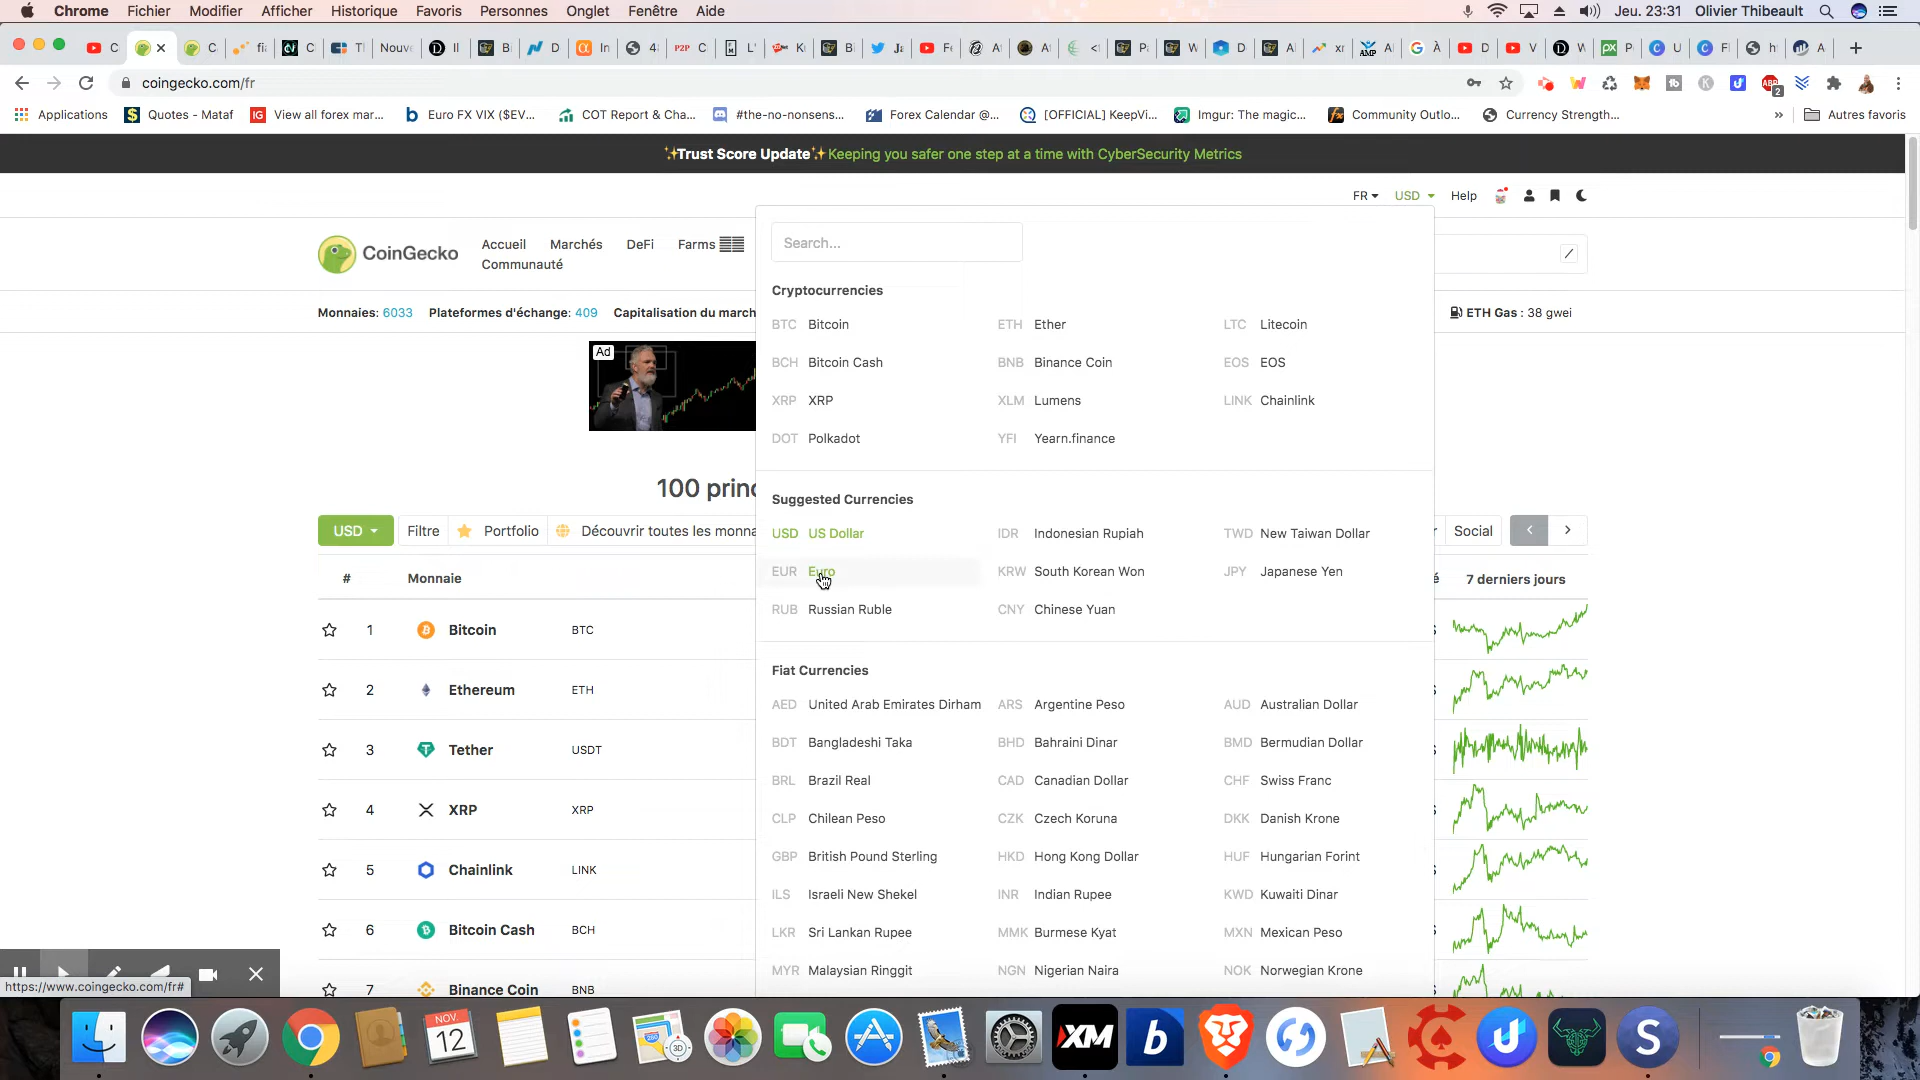 Chrome Fichier Modifier Afficher Historique Favoris Personnes Onglet Fenêtre Aide Jeu. 23:31 Olivier Thibeault
coingecko.com/fr
Applications Quotes - Mataf View all forex mar... Euro FX VIX ($EV... COT Report & Cha... #the-no-nonsens... Forex Calendar @... [OFFICIAL] KeepVi... Imgur: The magic... Community Outlo... Currency Strength... » Autres favoris
✨Trust Score Update✨Keeping you safer one step at a time with CyberSecurity Metrics
FR USD Help
CoinGecko Accueil Marchés DeFi Farms
Communauté
Search...
/
Monnaies: 6033 Plateformes d'échange: 409 Capitalisation du march
ETH Gas : 38 gwei
Cryptocurrencies
BTC Bitcoin ETH Ether LTC Litecoin
BCH Bitcoin Cash BNB Binance Coin EOS EOS
XRP XRP XLM Lumens LINK Chainlink
DOT Polkadot YFI Yearn.finance
Ad
100 princ
Suggested Currencies
USD US Dollar IDR Indonesian Rupiah TWD New Taiwan Dollar
EUR Euro KRW South Korean Won JPY Japanese Yen
RUB Russian Ruble CNY Chinese Yuan
USD Filtre Portfolio Découvrir toutes les monna
Social < >
# Monnaie 7 derniers jours
1 Bitcoin BTC
2 Ethereum ETH
3 Tether USDT
4 XRP XRP
5 Chainlink LINK
6 Bitcoin Cash BCH
7 Binance Coin BNB
Fiat Currencies
AED United Arab Emirates Dirham ARS Argentine Peso AUD Australian Dollar
BDT Bangladeshi Taka BHD Bahraini Dinar BMD Bermudian Dollar
BRL Brazil Real CAD Canadian Dollar CHF Swiss Franc
CLP Chilean Peso CZK Czech Koruna DKK Danish Krone
GBP British Pound Sterling HKD Hong Kong Dollar HUF Hungarian Forint
ILS Israeli New Shekel INR Indian Rupee KWD Kuwaiti Dinar
LKR Sri Lankan Rupee MMK Burmese Kyat MXN Mexican Peso
MYR Malaysian Ringgit NGN Nigerian Naira NOK Norwegian Krone
https://www.coingecko.com/fr#
NOV. 12
3D
XM
b
S